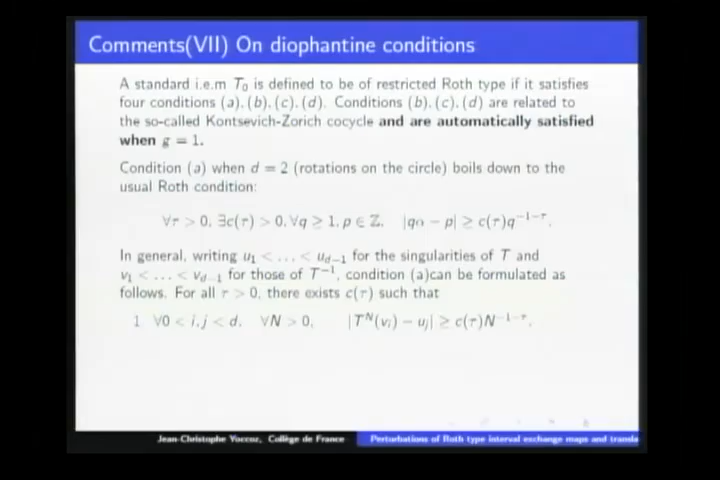 Comments(VII) On diophantine conditions
A standard i.e.m T₀ is defined to be of restricted Roth type if it satisfies
four conditions (a), (b), (c), (d). Conditions (b), (c), (d) are related to
the so-called Kontsevich-Zorich cocycle and are automatically satisfied
when g = 1.
Condition (a) when d = 2 (rotations on the circle) boils down to the
usual Roth condition:
∀τ > 0, ∃c(τ) > 0, ∀q ≥ 1, p ∈ ℤ, |qα − p| ≥ c(τ)q⁻¹⁻τ.
In general, writing u₁ < … < u_{d−1} for the singularities of T and
v₁ < … < v_{d−1} for those of T⁻¹, condition (a)can be formulated as
follows. For all τ > 0, there exists c(τ) such that
1 ∀0 < i, j < d, ∀N > 0, |Tᴺ(vᵢ) − uⱼ| ≥ c(τ)N⁻¹⁻τ.
Jean-Christophe Yoccoz, Collège de France Perturbations of Roth type interval exchange maps and transla